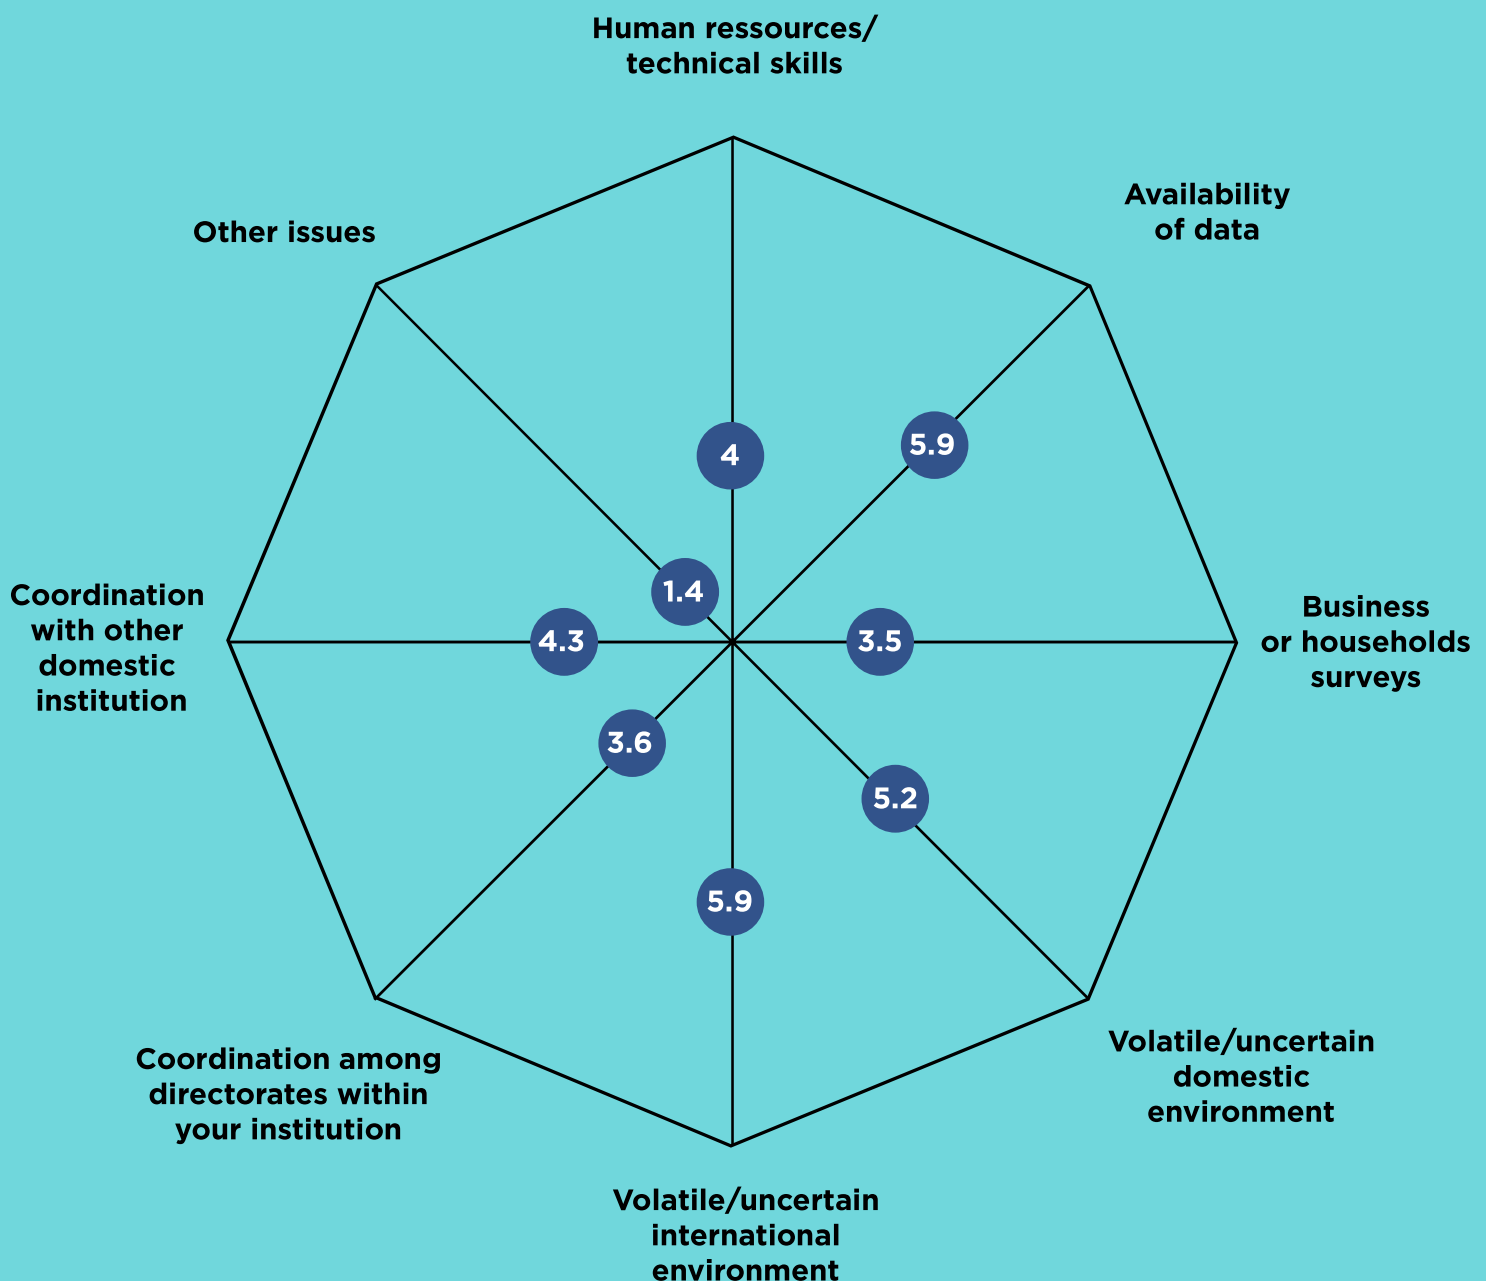 Human ressources/
technical skills
Availability
of data
Other issues
4
5.9
1.4
Coordination
with other
domestic
institution
4.3
3.5
Business
or households
surveys
3.6
5.2
5.9
Coordination among
directorates within
your institution
Volatile/uncertain
domestic
environment
Volatile/uncertain
international
environment